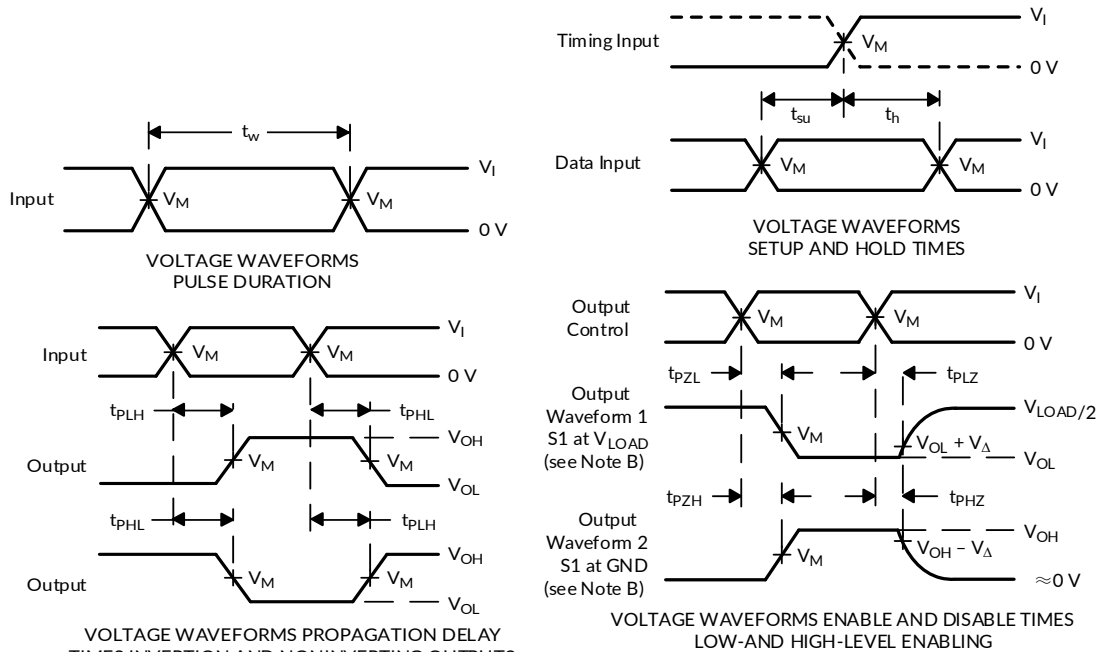 t_w
Input
V_M
V_M
V_I
0 V
VOLTAGE WAVEFORMS
PULSE DURATION
Timing Input
V_M
V_I
0 V
t_su
t_h
Data Input
V_M
V_M
V_I
0 V
VOLTAGE WAVEFORMS
SETUP AND HOLD TIMES
Input
V_M
V_M
V_I
0 V
t_PLH
t_PHL
Output
V_M
V_M
V_OH
V_OL
t_PHL
t_PLH
Output
V_M
V_M
V_OH
V_OL
VOLTAGE WAVEFORMS PROPAGATION DELAY
TIMES INVERTION AND NONINVERTING OUTPUTS
Output
Control
V_M
V_M
V_I
0 V
t_PZL
t_PLZ
Output
Waveform 1
S1 at V_LOAD
(see Note B)
V_M
V_OL + V_Δ
V_LOAD/2
V_OL
t_PZH
t_PHZ
Output
Waveform 2
S1 at GND
(see Note B)
V_M
V_OH – V_Δ
V_OH
≈0 V
VOLTAGE WAVEFORMS ENABLE AND DISABLE TIMES
LOW-AND HIGH-LEVEL ENABLING